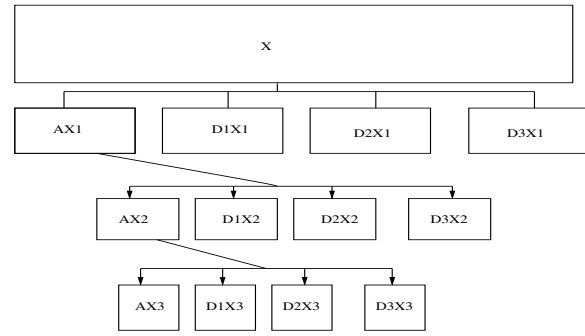 X
AX1 D1X1 D2X1 D3X1
AX2 D1X2 D2X2 D3X2
AX3 D1X3 D2X3 D3X3